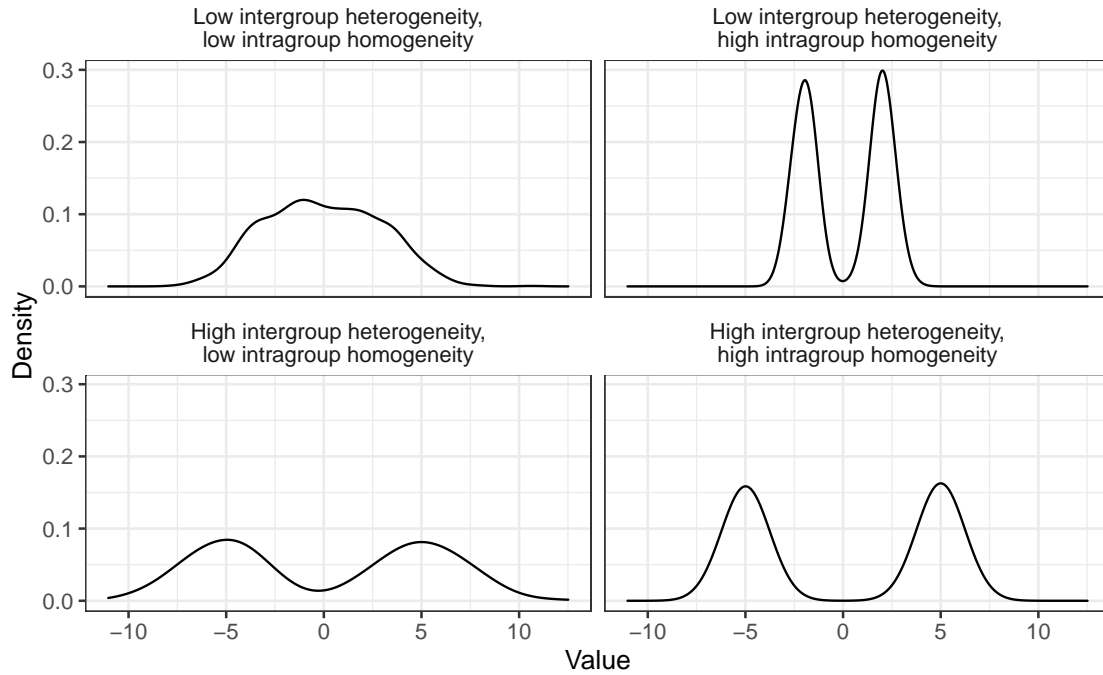 Low intergroup heterogeneity,
low intragroup homogeneity
Low intergroup heterogeneity,
high intragroup homogeneity
0.3
0.2
0.1
0.0
High intergroup heterogeneity,
low intragroup homogeneity
High intergroup heterogeneity,
high intragroup homogeneity
0.3
0.2
0.1
0.0
Density
−10 −5 0 5 10 −10 −5 0 5 10
Value